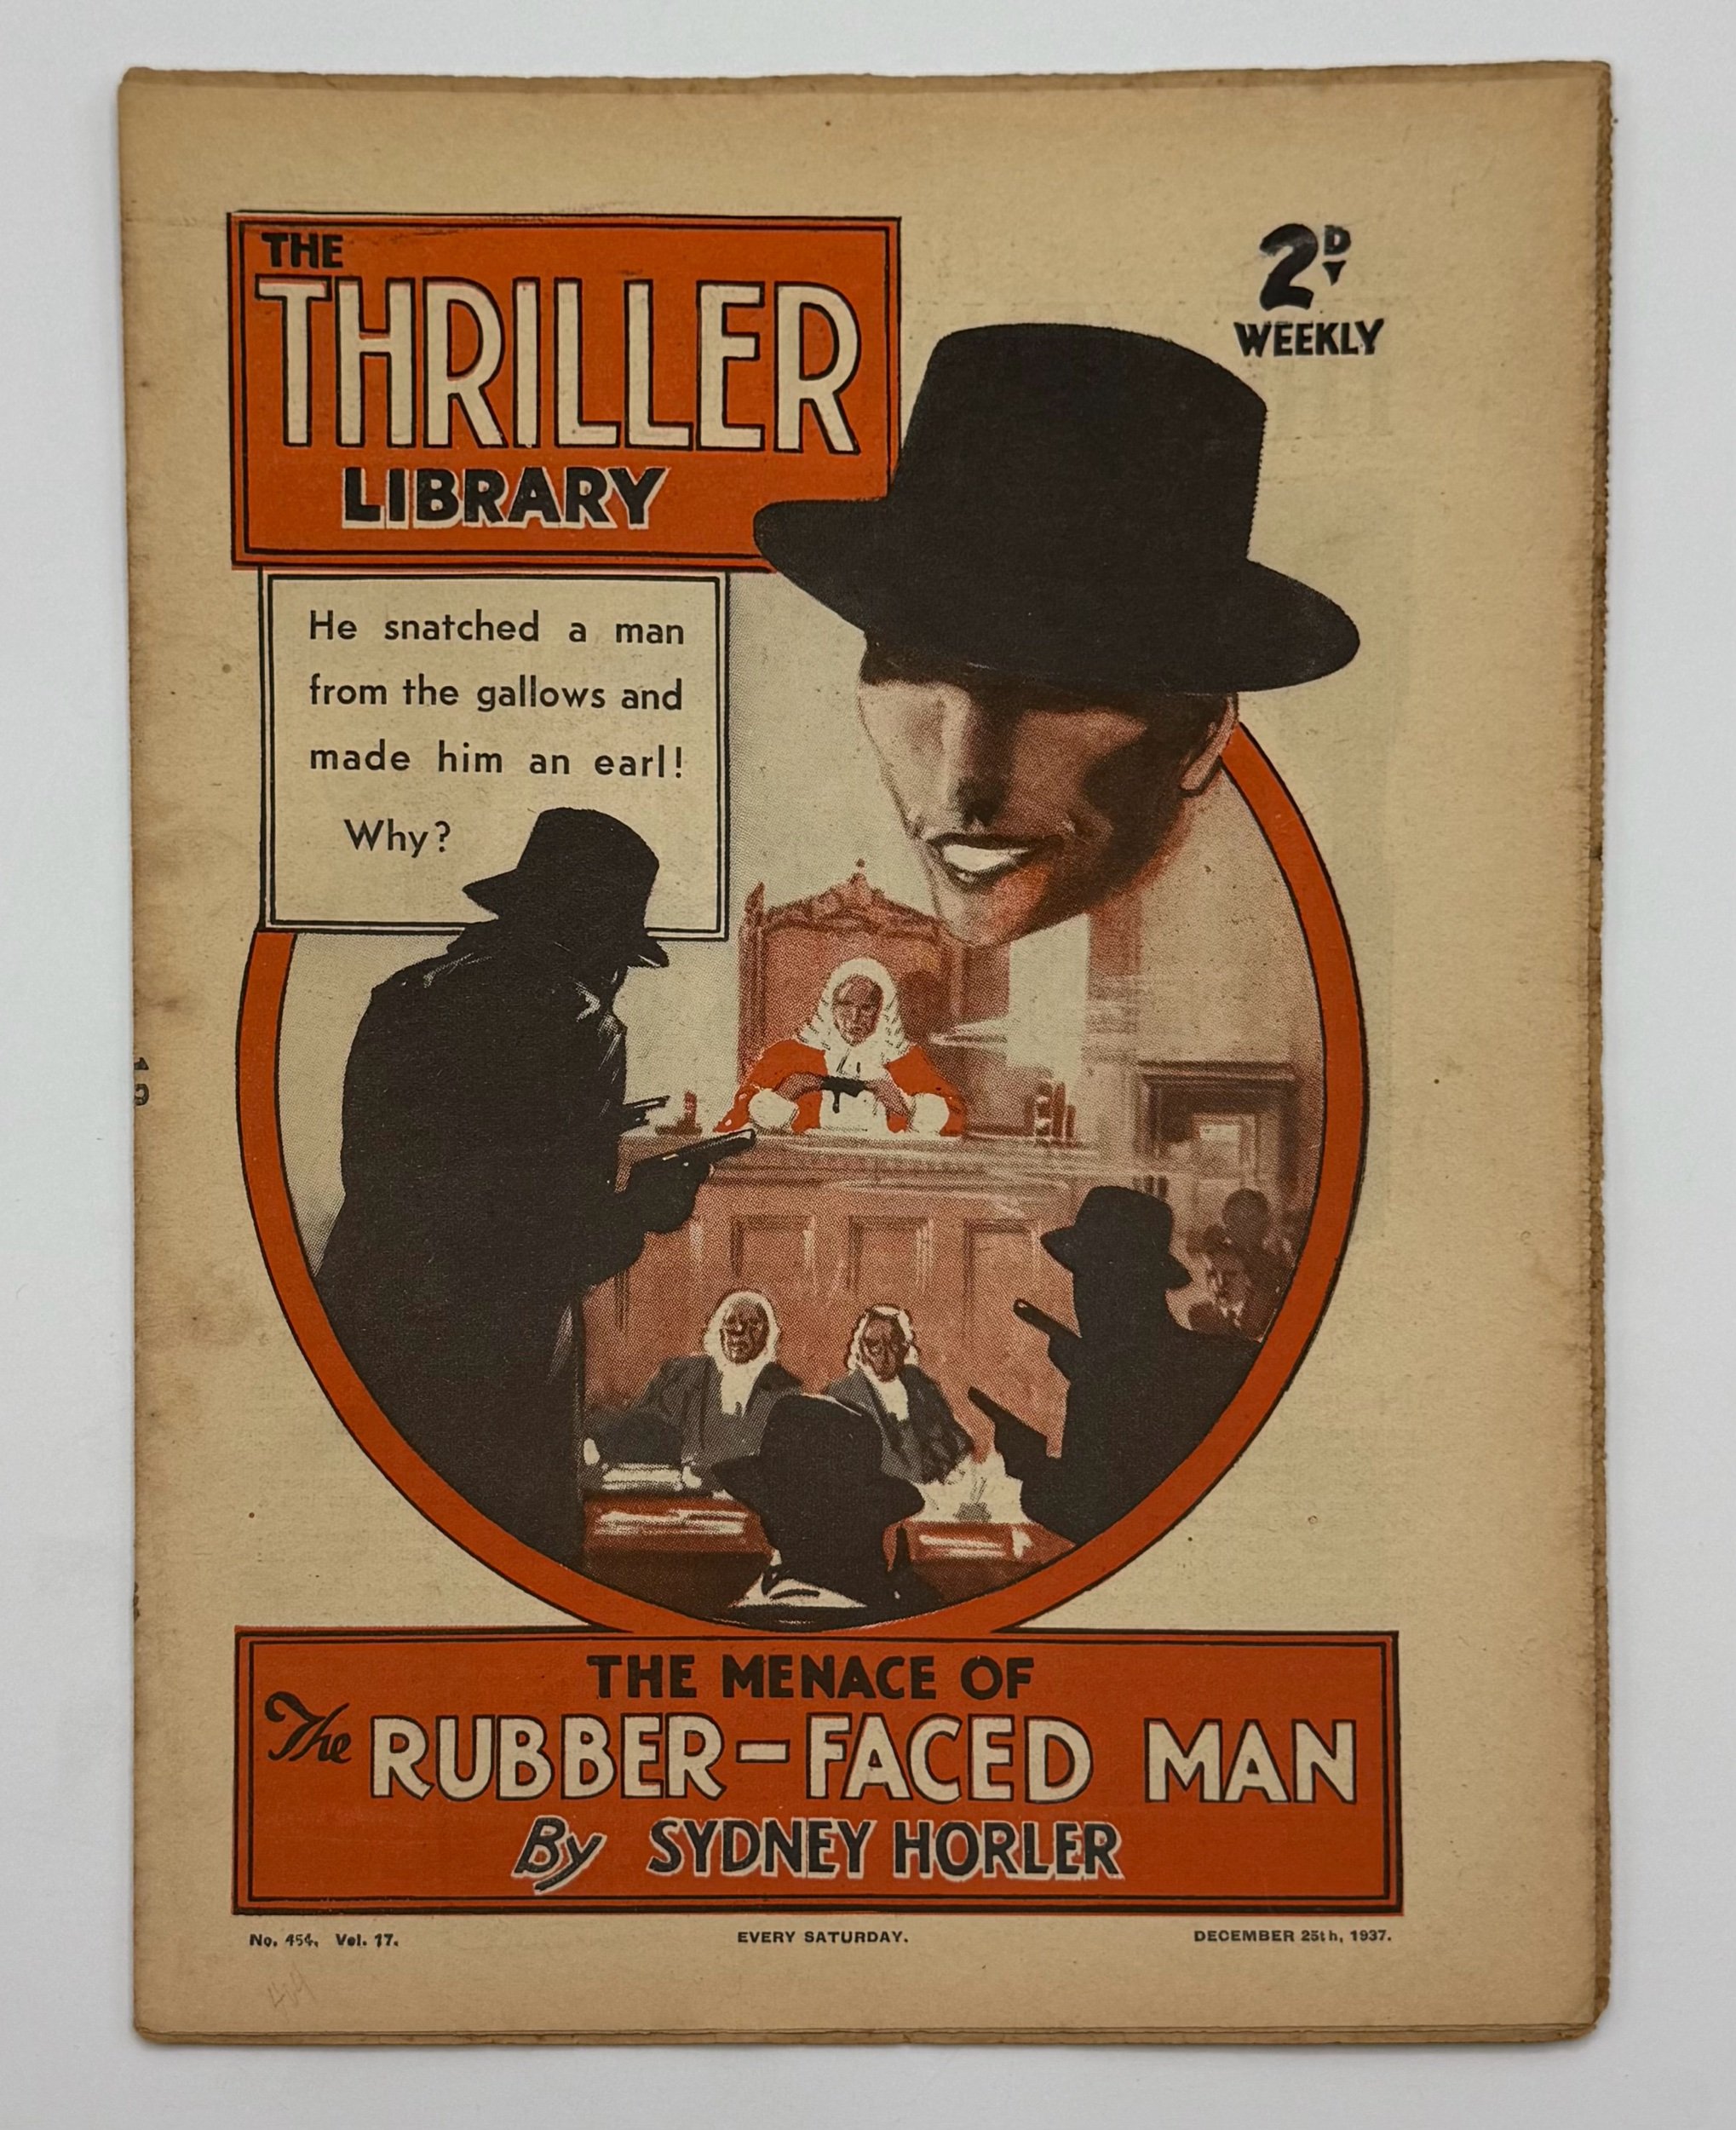 THE
THRILLER
LIBRARY
2D
WEEKLY
He snatched a man
from the gallows and
made him an earl!
Why?
THE MENACE OF
The RUBBER-FACED MAN
By SYDNEY HORLER
No. 454. Vol. 17.
EVERY SATURDAY.
DECEMBER 25th, 1937.